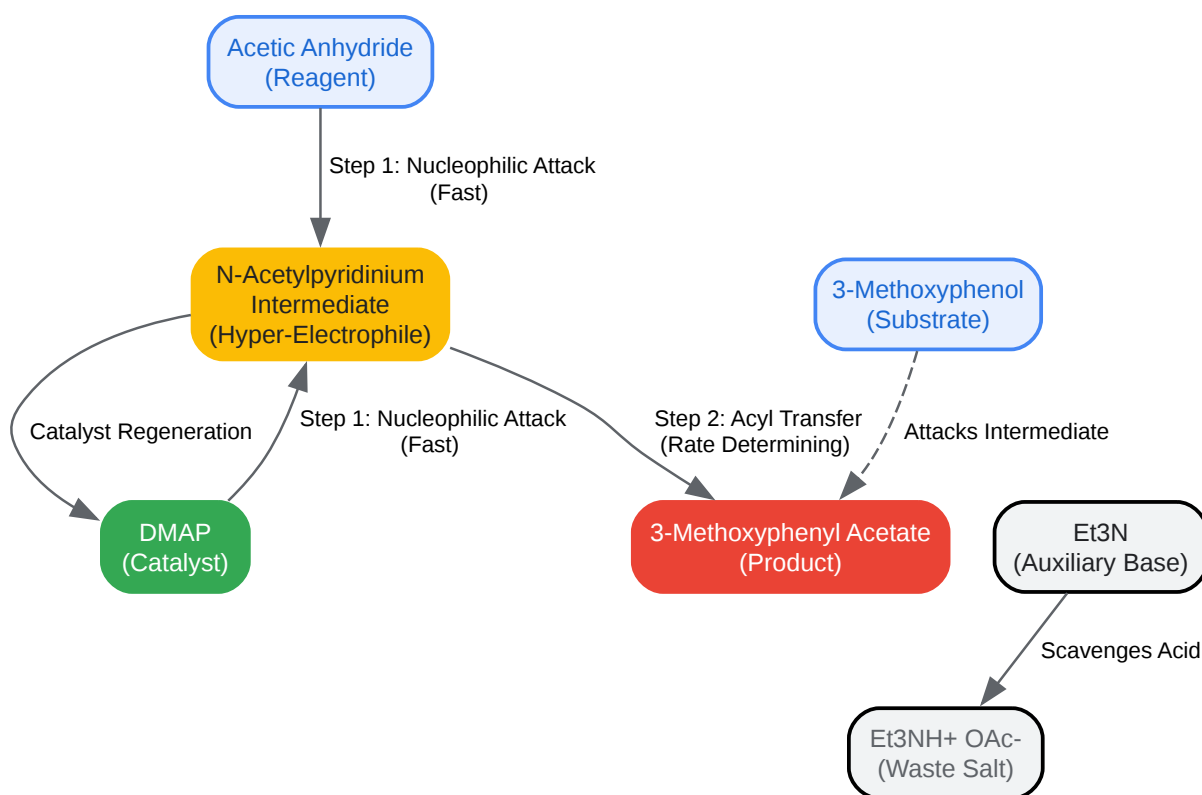 Acetic Anhydride
(Reagent)
Step 1: Nucleophilic Attack
(Fast)
N-Acetylpyridinium
Intermediate
(Hyper-Electrophile)
3-Methoxyphenol
(Substrate)
Catalyst Regeneration
Step 1: Nucleophilic Attack
(Fast)
Step 2: Acyl Transfer
(Rate Determining)
Attacks Intermediate
DMAP
(Catalyst)
3-Methoxyphenyl Acetate
(Product)
Et3N
(Auxiliary Base)
Scavenges Acid
Et3NH+ OAc-
(Waste Salt)